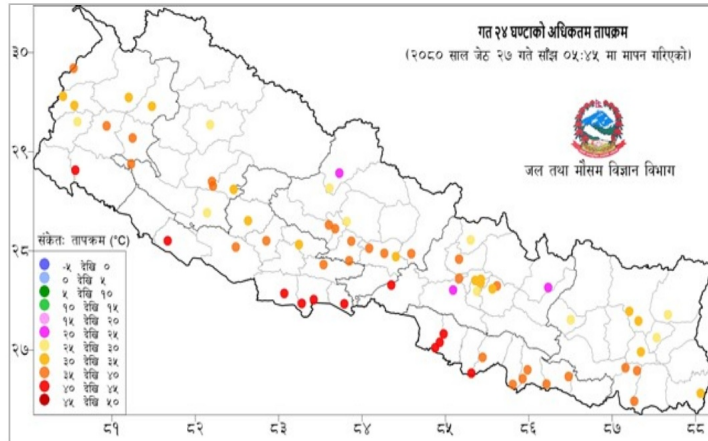 गत २४ घण्टाको अधिकतम तापक्रम
(२०८० साल जेठ २७ गते साँझ ०५:४५ मा मापन गरिएको)
जल तथा मौसम विज्ञान विभाग
३०
२९
२८
२७
संकेतः तापक्रम (°C)
-५ देखि ०
० देखि ५
५ देखि १०
१० देखि १५
१५ देखि २०
२० देखि २५
२५ देखि ३०
३० देखि ३५
३५ देखि ४०
४० देखि ४५
४५ देखि ५०
८१ ८२ ८३ ८४ ८५ ८६ ८७ ८८